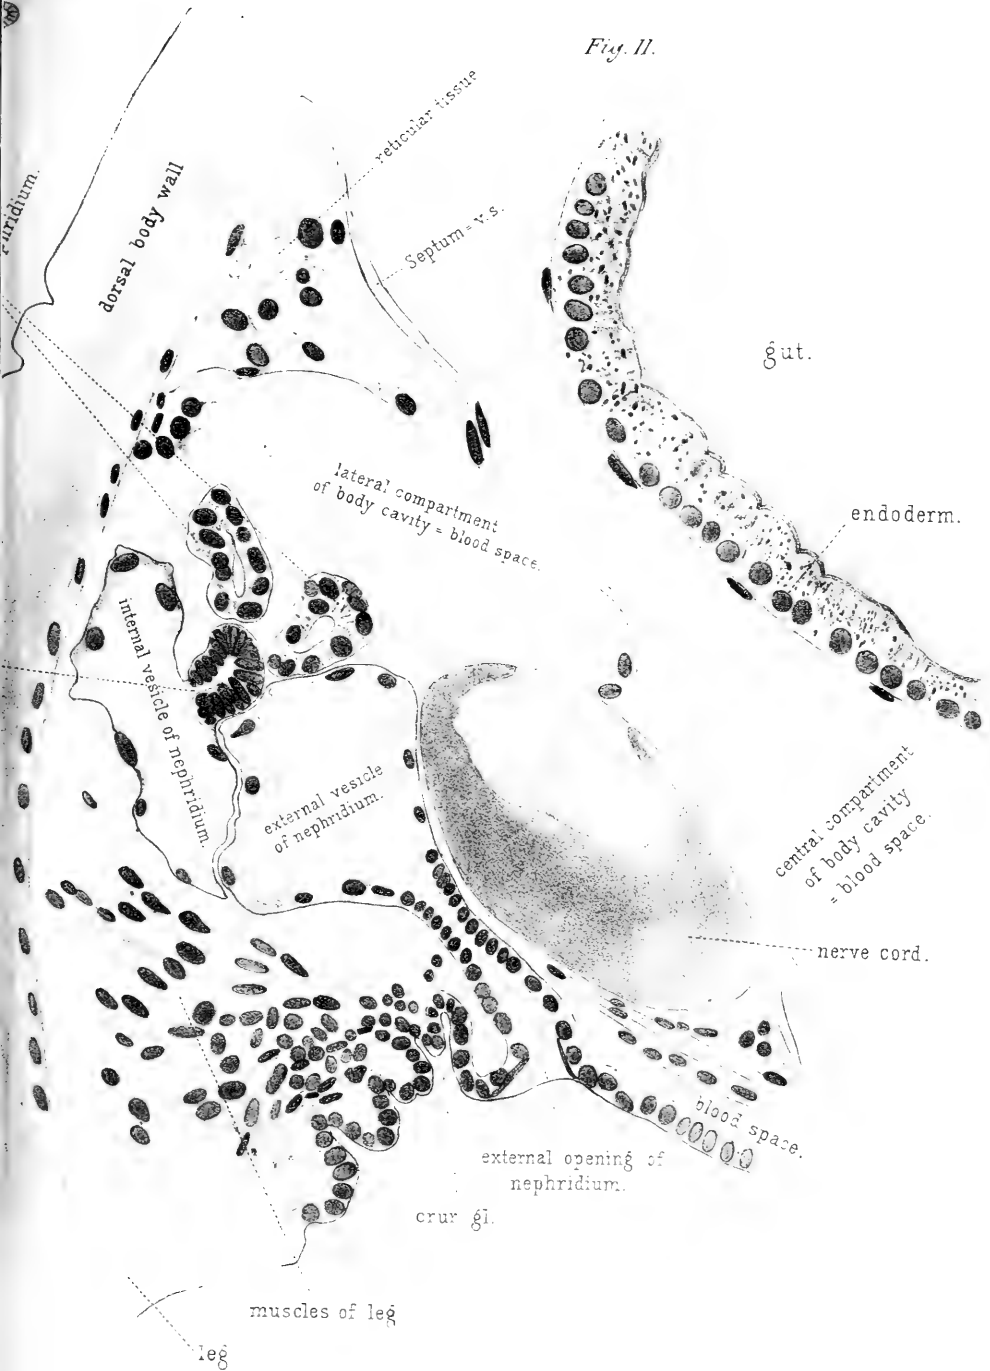 Fig. 11.
reticular tissue
dorsal body wall
Septum = v.s.
gut.
lateral compartment
of body cavity = blood space.
endoderm.
internal vesicle of nephridium.
external vesicle
of nephridium.
central compartment
of body cavity
= blood space.
nerve cord.
blood space.
external opening of
nephridium.
crur gl.
muscles of leg
leg